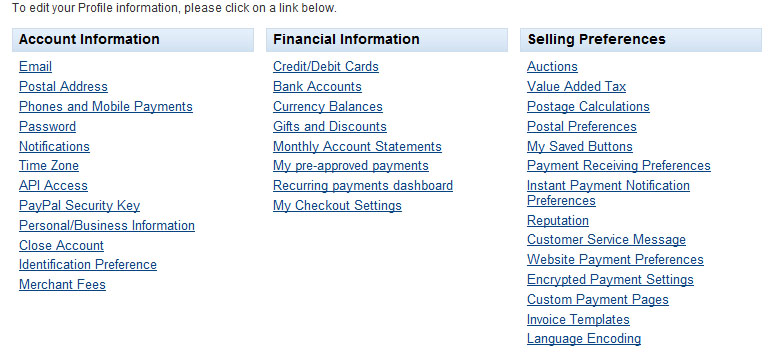 To edit your Profile information, please click on a link below.
Account Information
Email
Postal Address
Phones and Mobile Payments
Password
Notifications
Time Zone
API Access
PayPal Security Key
Personal/Business Information
Close Account
Identification Preference
Merchant Fees
Financial Information
Credit/Debit Cards
Bank Accounts
Currency Balances
Gifts and Discounts
Monthly Account Statements
My pre-approved payments
Recurring payments dashboard
My Checkout Settings
Selling Preferences
Auctions
Value Added Tax
Postage Calculations
Postal Preferences
My Saved Buttons
Payment Receiving Preferences
Instant Payment Notification
Preferences
Reputation
Customer Service Message
Website Payment Preferences
Encrypted Payment Settings
Custom Payment Pages
Invoice Templates
Language Encoding